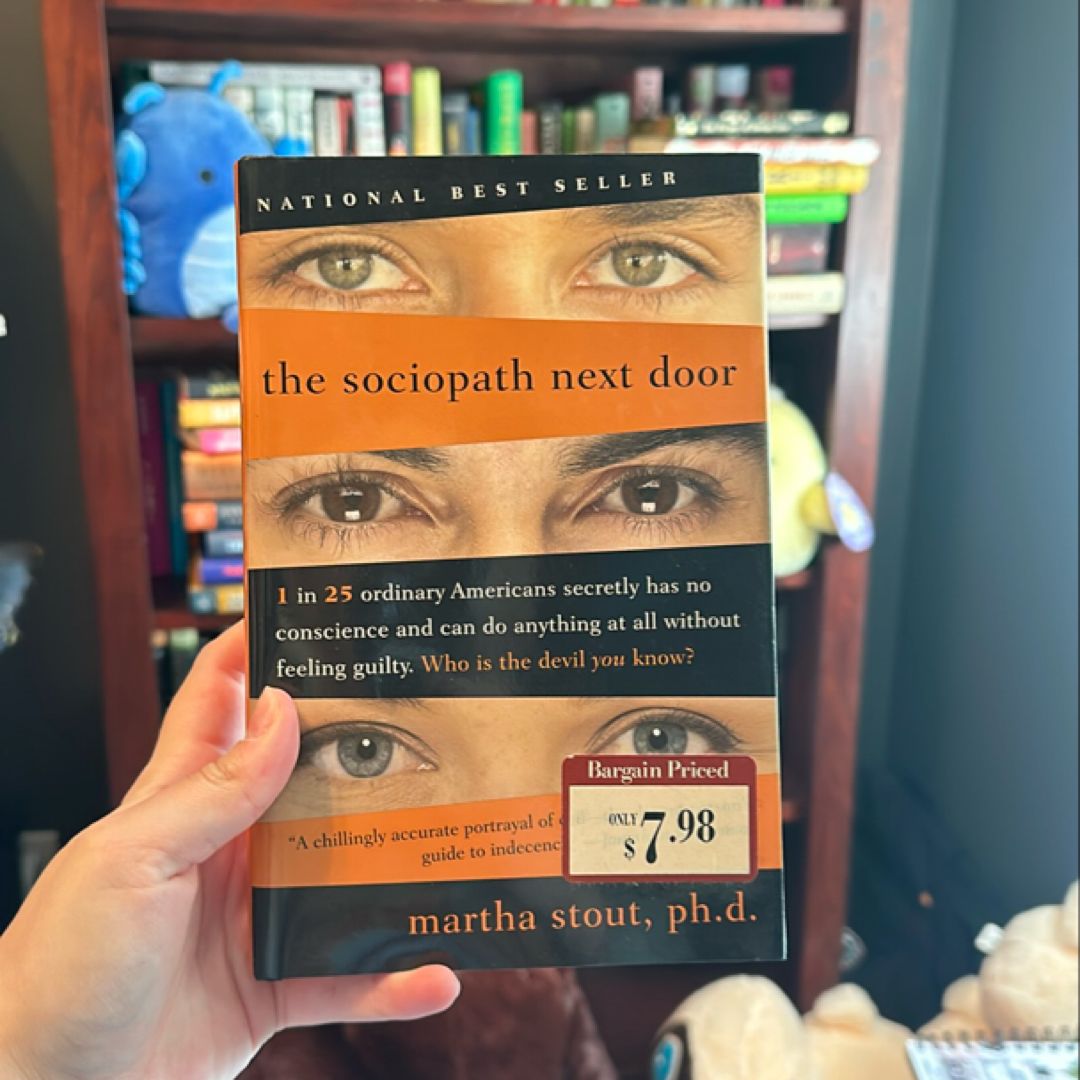 NATIONAL BEST SELLER
the sociopath next door
1 in 25 ordinary Americans secretly has no
conscience and can do anything at all without
feeling guilty. Who is the devil you know?
Bargain Priced
ONLY
$7.98
"A chillingly accurate portrayal of
guide to indecenc
martha stout, ph.d.